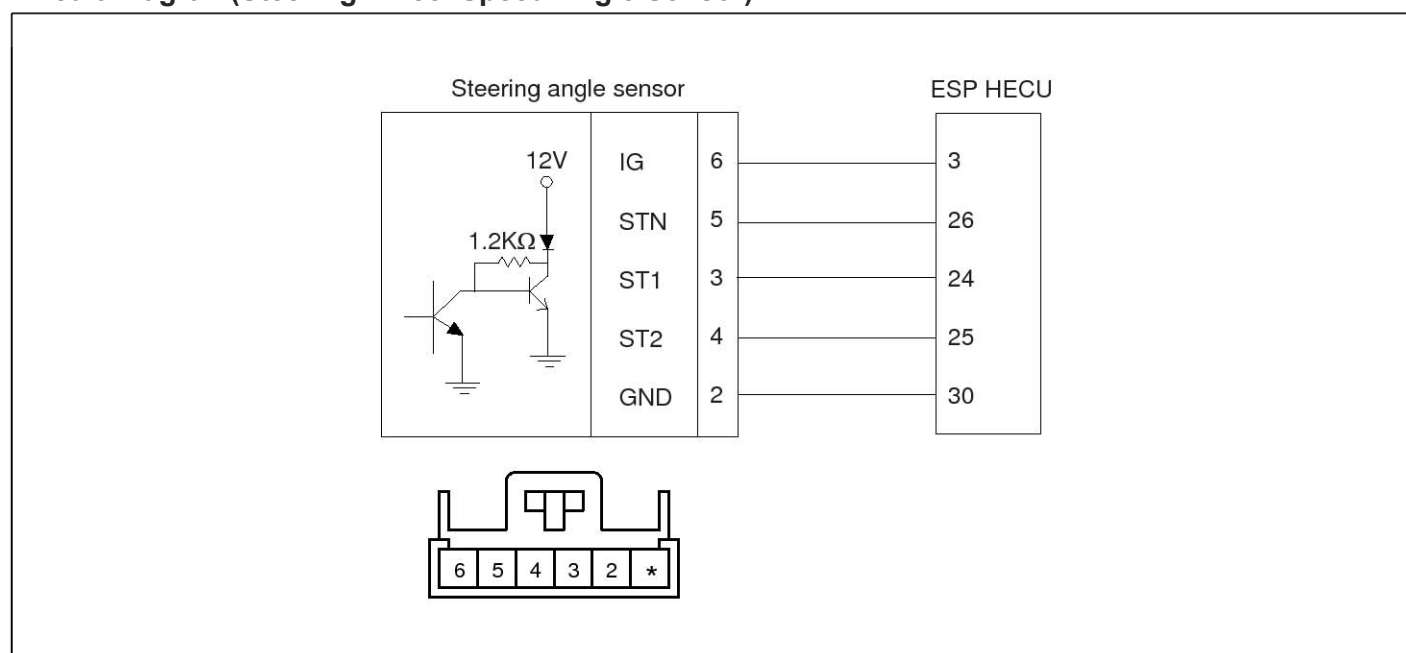 Steering angle sensor
ESP HECU
12V
1.2KΩ
IG 6 3
STN 5 26
ST1 3 24
ST2 4 25
GND 2 30
6 5 4 3 2 *